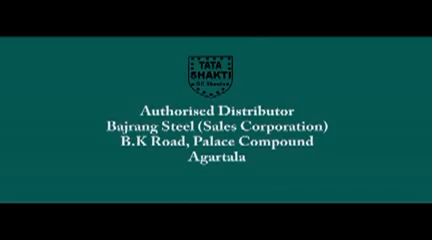 TATA
SHAKTI
Authorised Distributor
Bajrang Steel (Sales Corporation)
B.K Road, Palace Compound
Agartala